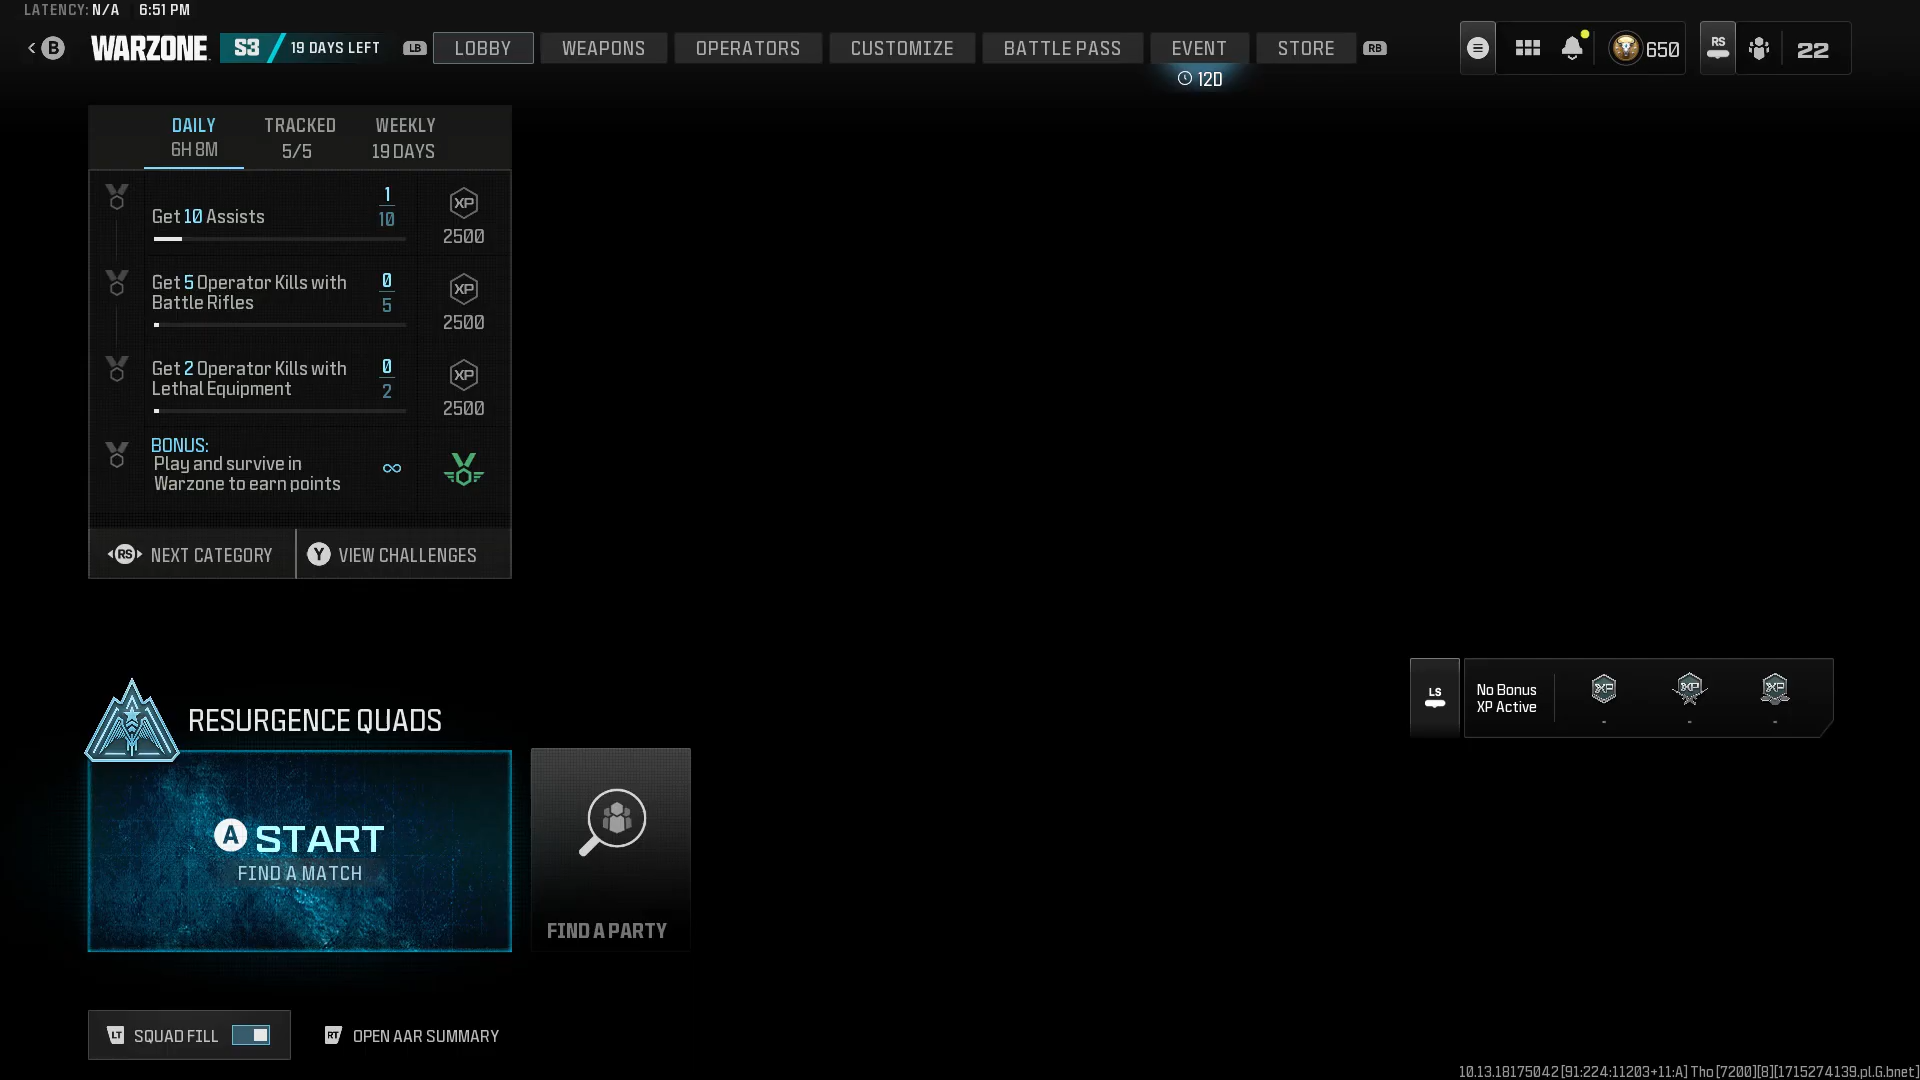 LATENCY: N/A 6:51 PM
B WARZONE S3 19 DAYS LEFT LB LOBBY WEAPONS OPERATORS CUSTOMIZE BATTLE PASS EVENT STORE RB 650 RS 22
12D
DAILY TRACKED WEEKLY
6H 8M 5/5 19 DAYS
Get 10 Assists 1 10 XP 2500
Get 5 Operator Kills with 0 XP
Battle Rifles 5 2500
Get 2 Operator Kills with 0 XP
Lethal Equipment 2 2500
BONUS:
Play and survive in ∞
Warzone to earn points
RS NEXT CATEGORY Y VIEW CHALLENGES
LS No Bonus XP XP XP
XP Active - - -
RESURGENCE QUADS
A START
FIND A MATCH
FIND A PARTY
LT SQUAD FILL RT OPEN AAR SUMMARY
10.13.18175042 [91:224:11203+11:A] Tho [7200][8][1715274139.pl.G.bnet]